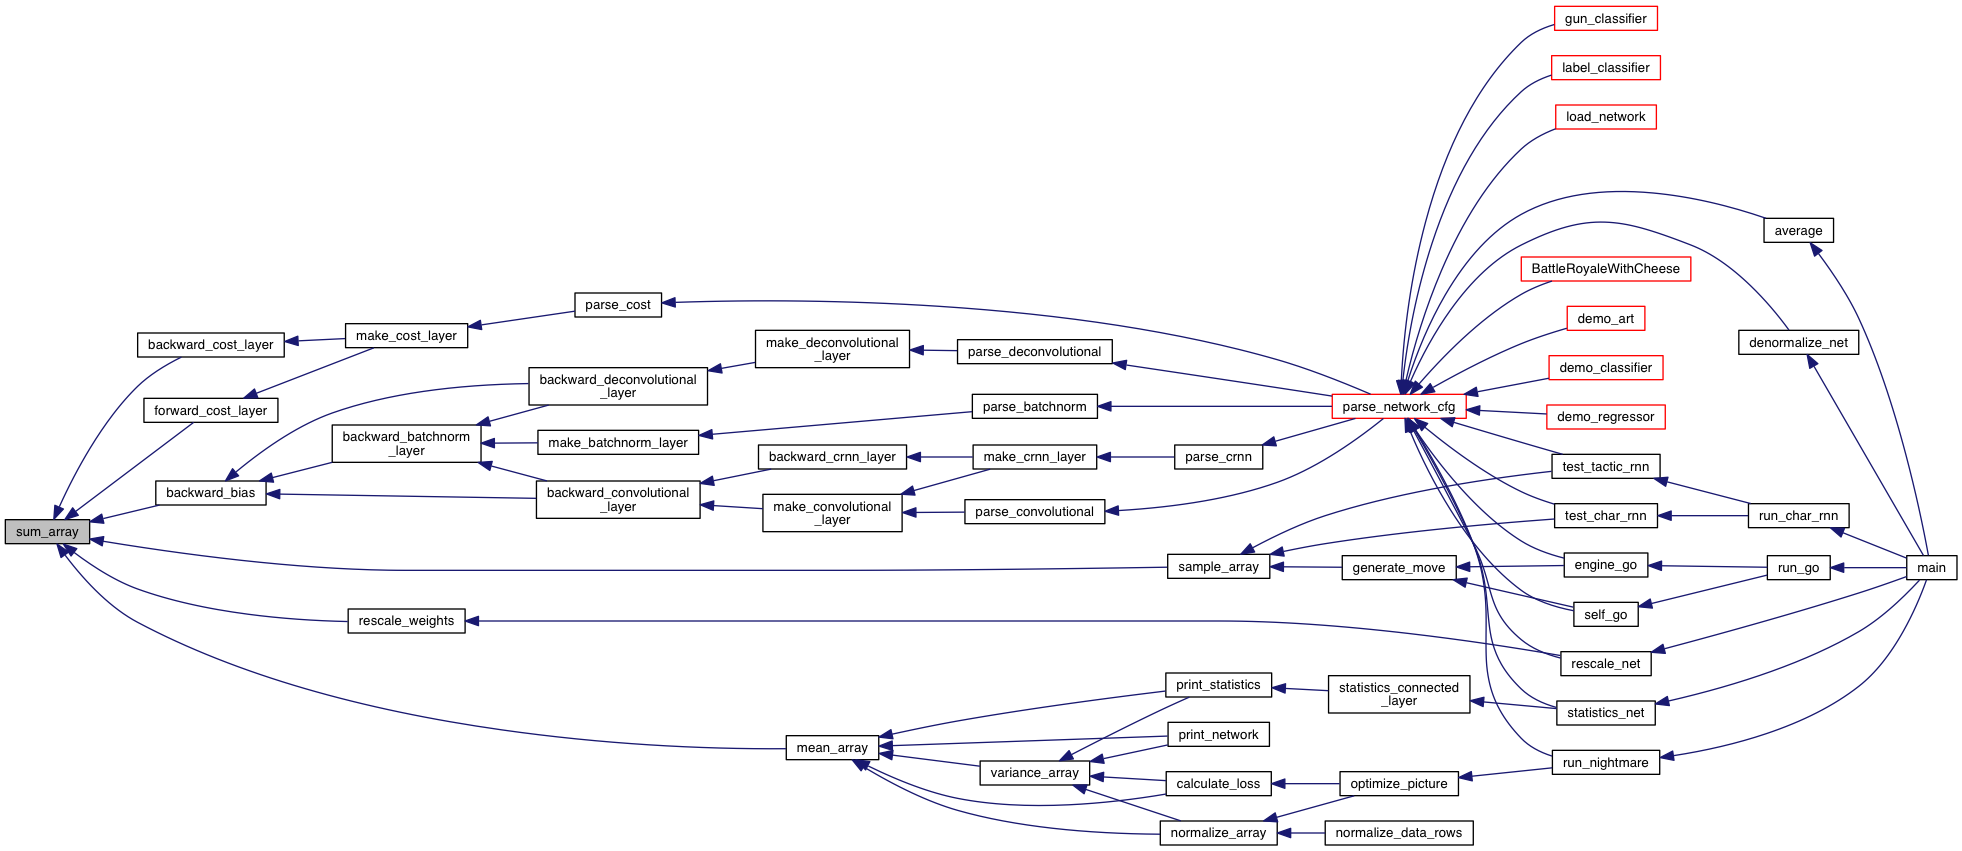 gun_classifier
label_classifier
load_network
average
BattleRoyaleWithCheese
parse_cost
demo_art
make_cost_layer
backward_cost_layer
make_deconvolutional
_layer
parse_deconvolutional
denormalize_net
demo_classifier
backward_deconvolutional
_layer
forward_cost_layer
parse_batchnorm
parse_network_cfg
demo_regressor
backward_batchnorm
_layer
make_batchnorm_layer
backward_crnn_layer
make_crnn_layer
parse_crnn
test_tactic_rnn
backward_bias
backward_convolutional
_layer
make_convolutional
_layer
parse_convolutional
test_char_rnn
run_char_rnn
sum_array
sample_array
generate_move
engine_go
run_go
main
self_go
rescale_weights
rescale_net
print_statistics
statistics_connected
_layer
statistics_net
mean_array
print_network
run_nightmare
variance_array
calculate_loss
optimize_picture
normalize_array
normalize_data_rows